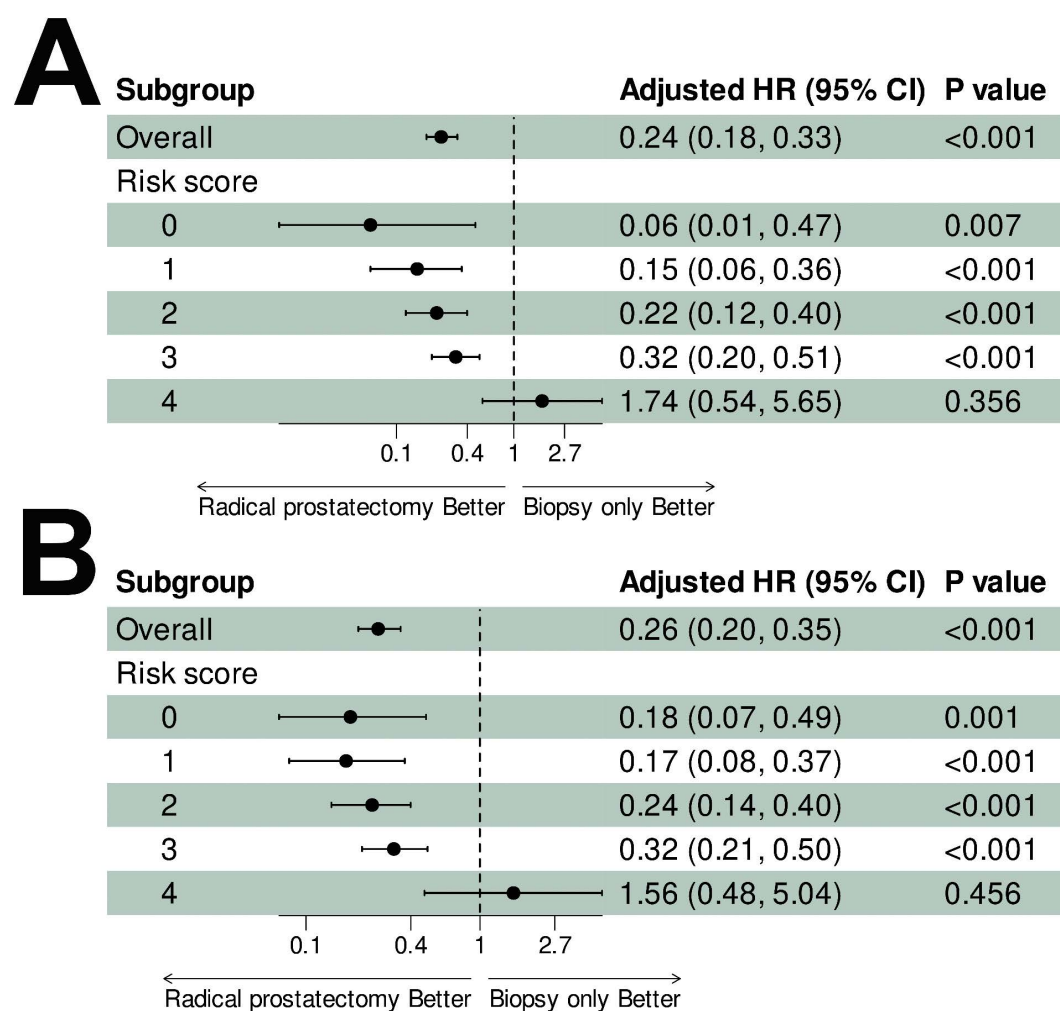 A
Subgroup Adjusted HR (95% CI) P value
Overall 0.24 (0.18, 0.33) <0.001
Risk score
0 0.06 (0.01, 0.47) 0.007
1 0.15 (0.06, 0.36) <0.001
2 0.22 (0.12, 0.40) <0.001
3 0.32 (0.20, 0.51) <0.001
4 1.74 (0.54, 5.65) 0.356
0.1 0.4 1 2.7
Radical prostatectomy Better Biopsy only Better
B
Subgroup Adjusted HR (95% CI) P value
Overall 0.26 (0.20, 0.35) <0.001
Risk score
0 0.18 (0.07, 0.49) 0.001
1 0.17 (0.08, 0.37) <0.001
2 0.24 (0.14, 0.40) <0.001
3 0.32 (0.21, 0.50) <0.001
4 1.56 (0.48, 5.04) 0.456
0.1 0.4 1 2.7
Radical prostatectomy Better Biopsy only Better